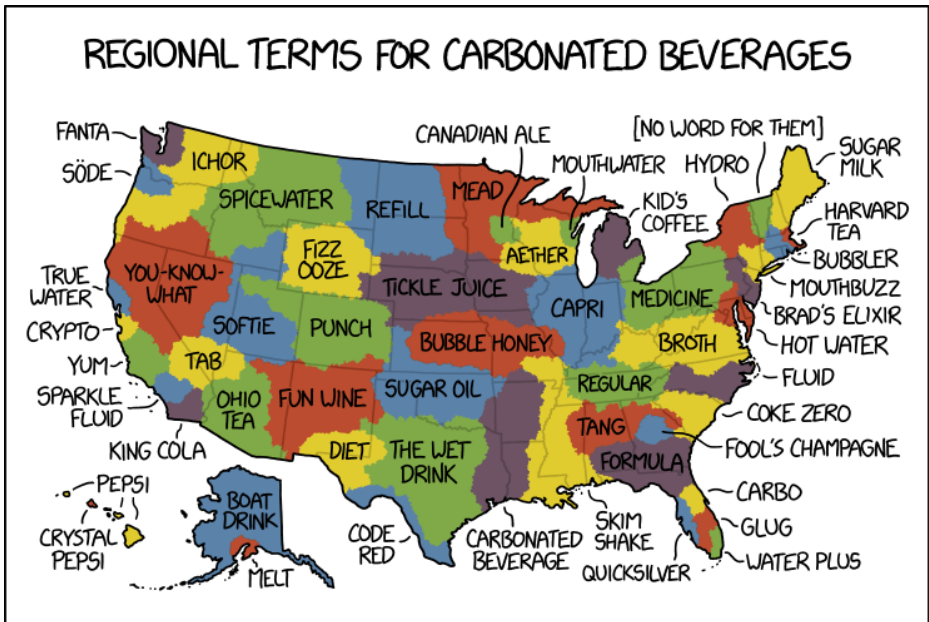 REGIONAL TERMS FOR CARBONATED BEVERAGES
FANTA
SÖDE
ICHOR
SPICEWATER
REFILL
MEAD
CANADIAN ALE
MOUTHWATER
[NO WORD FOR THEM]
HYDRO
SUGAR
MILK
KID'S
COFFEE
HARVARD
TEA
BUBBLER
MOUTHBUZZ
BRAD'S ELIXIR
HOT WATER
FLUID
COKE ZERO
FOOL'S CHAMPAGNE
AETHER
FIZZ
OOZE
YOU-KNOW-
WHAT
TRUE
WATER
CRYPTO
YUM
SPARKLE
FLUID
KING COLA
SOFTIE
TAB
PUNCH
TICKLE JUICE
CAPRI
MEDICINE
BUBBLE HONEY
BROTH
OHIO
TEA
FUN WINE
SUGAR OIL
REGULAR
TANG
FORMULA
DIET
THE WET
DRINK
CODE
RED
CARBONATED
BEVERAGE
SKIM
SHAKE
QUICKSILVER
CARBO
GLUG
WATER PLUS
PEPSI
CRYSTAL
PEPSI
BOAT
DRINK
MELT